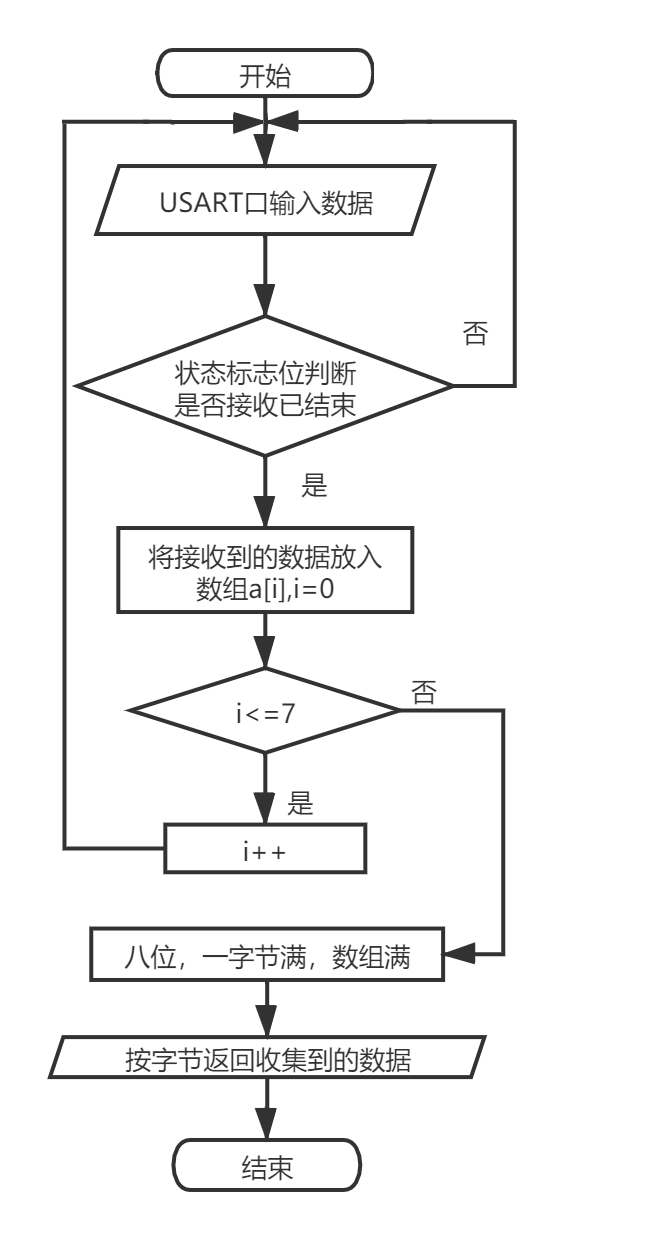 开始
USART口输入数据
否
状态标志位判断
是否接收已结束
是
将接收到的数据放入
数组a[i],i=0
否
i<=7
是
i++
八位，一字节满，数组满
按字节返回收集到的数据
结束